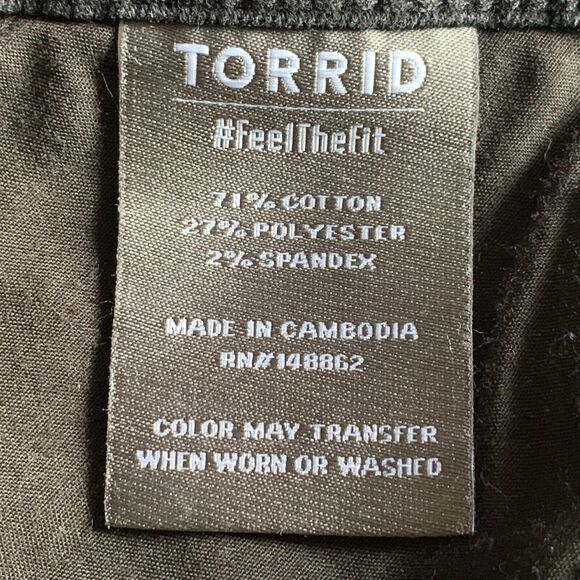 TORRID
#FeelTheFit
71% COTTON
27% POLYESTER
2% SPANDEX
MADE IN CAMBODIA
RN#148862
COLOR MAY TRANSFER
WHEN WORN OR WASHED